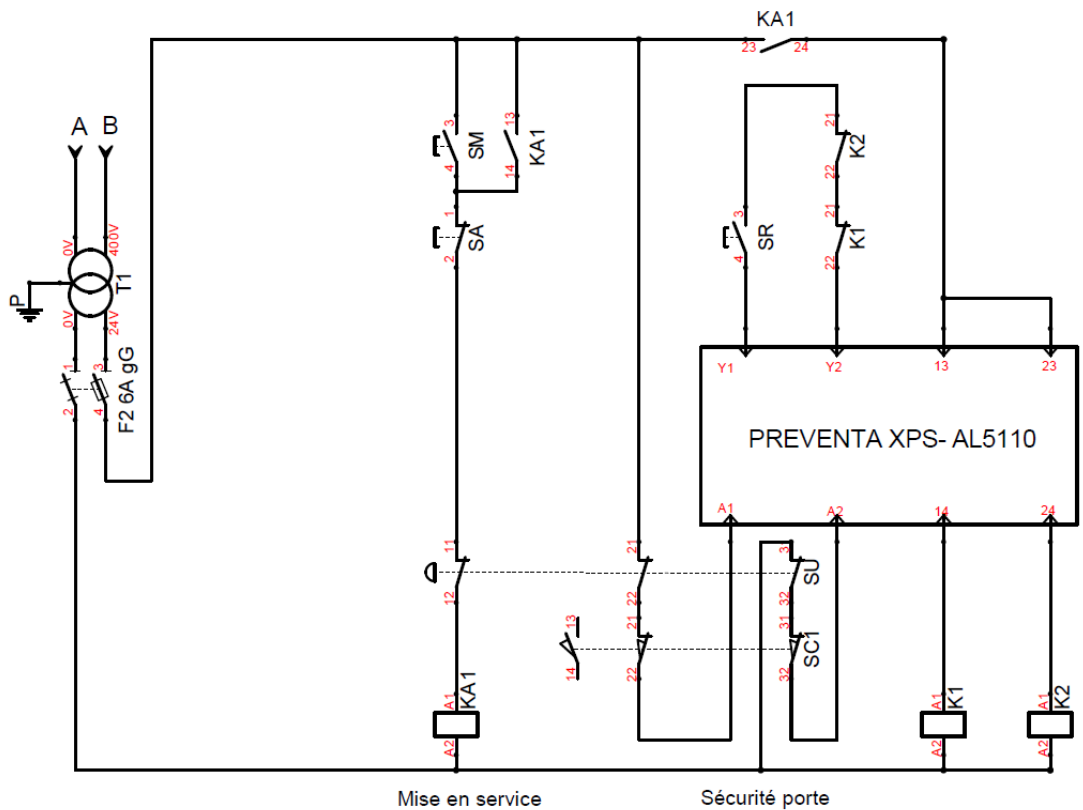 KA1
23 24
A B
3
SM
4
13
KA1
14
21
K2
22
1
SA
2
3
SR
4
21
K1
22
0V
400V
T1
P
0V
24V
1
2
3
4
F2 6A gG
Y1 Y2 13 23
PREVENTA XPS- AL5110
A1 A2 14 24
11
12
21
22
3
32
SU
13
14
21
22
31
32
SC1
A1
KA1
A2
A1
K1
A2
A1
K2
A2
Mise en service
Sécurité porte